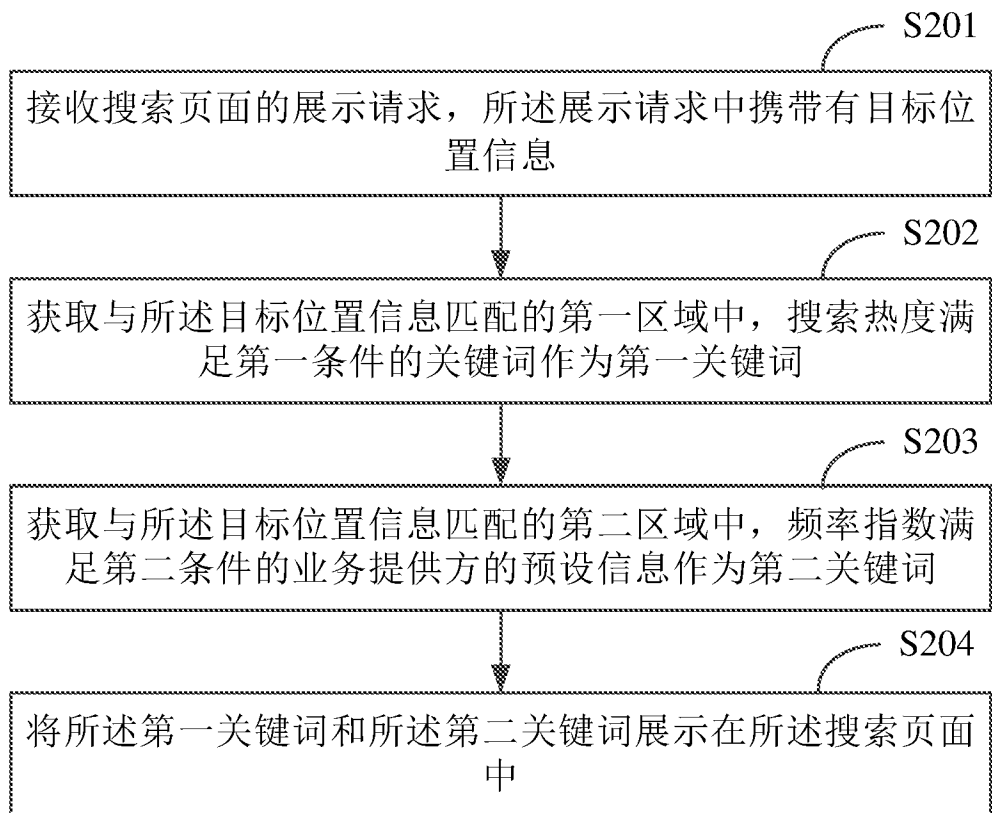 S201
接收搜索页面的展示请求，所述展示请求中携带有目标位
置信息
S202
获取与所述目标位置信息匹配的第一区域中，搜索热度满
足第一条件的关键词作为第一关键词
S203
获取与所述目标位置信息匹配的第二区域中，频率指数满
足第二条件的业务提供方的预设信息作为第二关键词
S204
将所述第一关键词和所述第二关键词展示在所述搜索页面
中